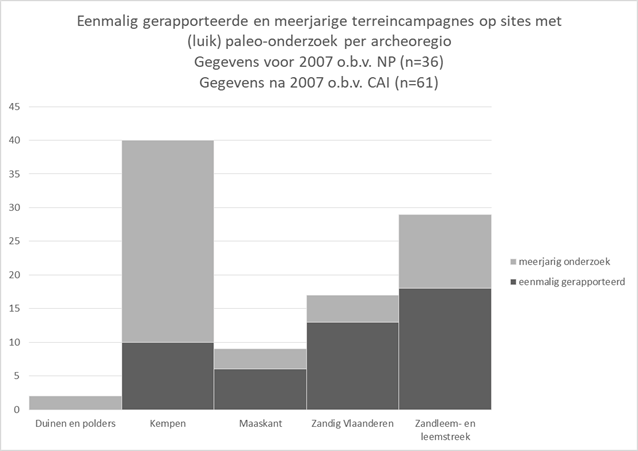 Eenmalig gerapporteerde en meerjarige terreincampagnes op sites met
(luik) paleo-onderzoek per archeoregio
Gegevens voor 2007 o.b.v. NP (n=36)
Gegevens na 2007 o.b.v. CAI (n=61)
45
40
35
30
25
20
15
10
5
0
Duinen en polders
Kempen
Maaskant
Zandig Vlaanderen
Zandleem- en
leemstreek
meerjarig onderzoek
eenmalig gerapporteerd